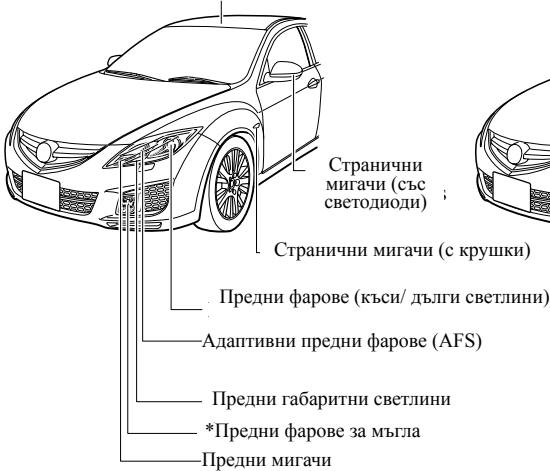 Странични
мигачи (със
светодиоди)
Странични мигачи (с крушки)
Предни фарове (къси/ дълги светлини)
Адаптивни предни фарове (AFS)
Предни габаритни светлини
*Предни фарове за мъгла
Предни мигачи